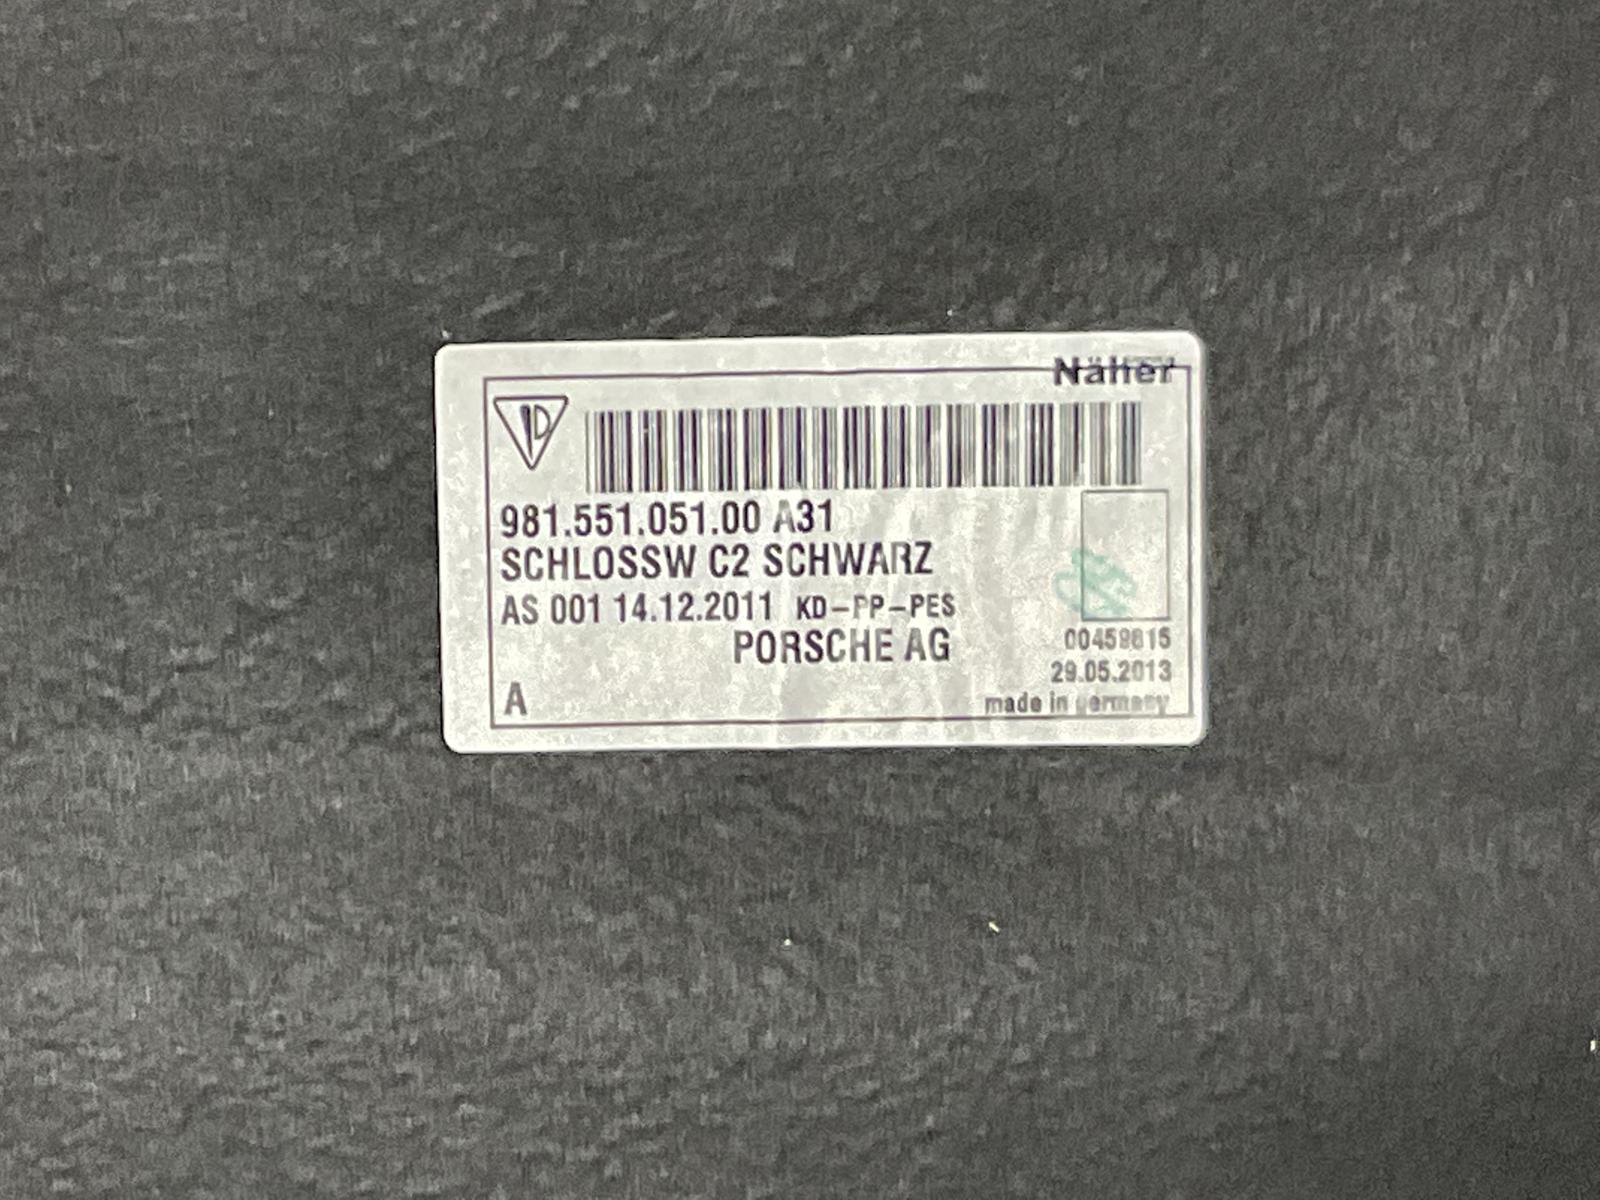 Näher
981.551.051.00 A31
SCHLOSSW C2 SCHWARZ
AS 001 14.12.2011 KD-PP-PES
PORSCHE AG
29.05.2013
A
made in germany